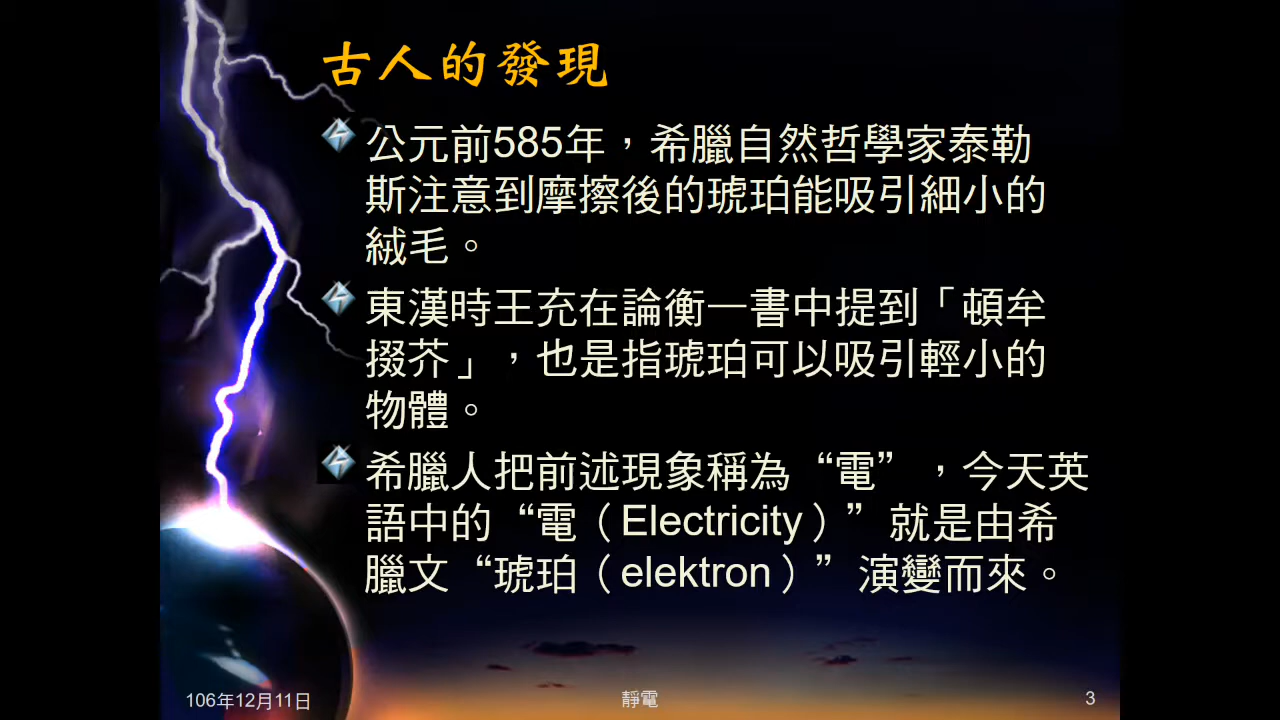 古人的發現
公元前585年，希臘自然哲學家泰勒
斯注意到摩擦後的琥珀能吸引細小的
絨毛。
東漢時王充在論衡一書中提到「頓牟
掇芥」，也是指琥珀可以吸引輕小的
物體。
希臘人把前述現象稱為“電”，今天英
語中的“電（Electricity）”就是由希
臘文“琥珀（elektron）”演變而來。
106年12月11日
靜電
3